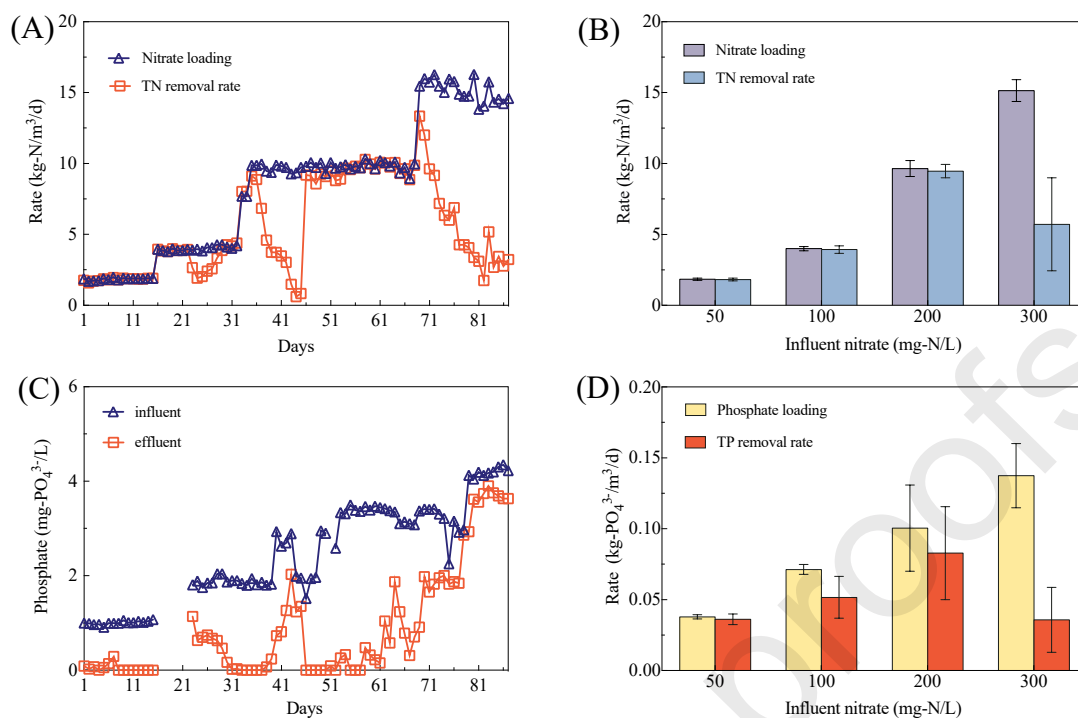 (A)
20
15
10
5
0
Rate (kg-N/m³/d)
Nitrate loading
TN removal rate
1 11 21 31 41 51 61 71 81
Days
(B)
20
15
10
5
0
Rate (kg-N/m³/d)
Nitrate loading
TN removal rate
50 100 200 300
Influent nitrate (mg-N/L)
(C)
6
4
2
0
Phosphate (mg-PO₄³⁻/L)
influent
effluent
1 11 21 31 41 51 61 71 81
Days
(D)
0.20
0.15
0.10
0.05
0.00
Rate (kg-PO₄³⁻/m³/d)
Phosphate loading
TP removal rate
50 100 200 300
Influent nitrate (mg-N/L)
proofs